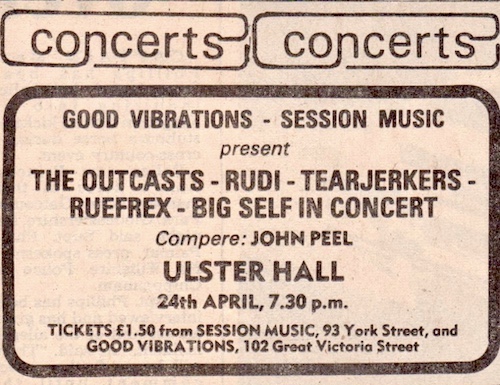 concerts concerts
GOOD VIBRATIONS - SESSION MUSIC
present
THE OUTCASTS - RUDI - TEARJERKERS -
RUEFREX - BIG SELF IN CONCERT
Compere: JOHN PEEL
ULSTER HALL
24th APRIL, 7.30 p.m.
TICKETS £1.50 from SESSION MUSIC, 93 York Street, and
GOOD VIBRATIONS, 102 Great Victoria Street